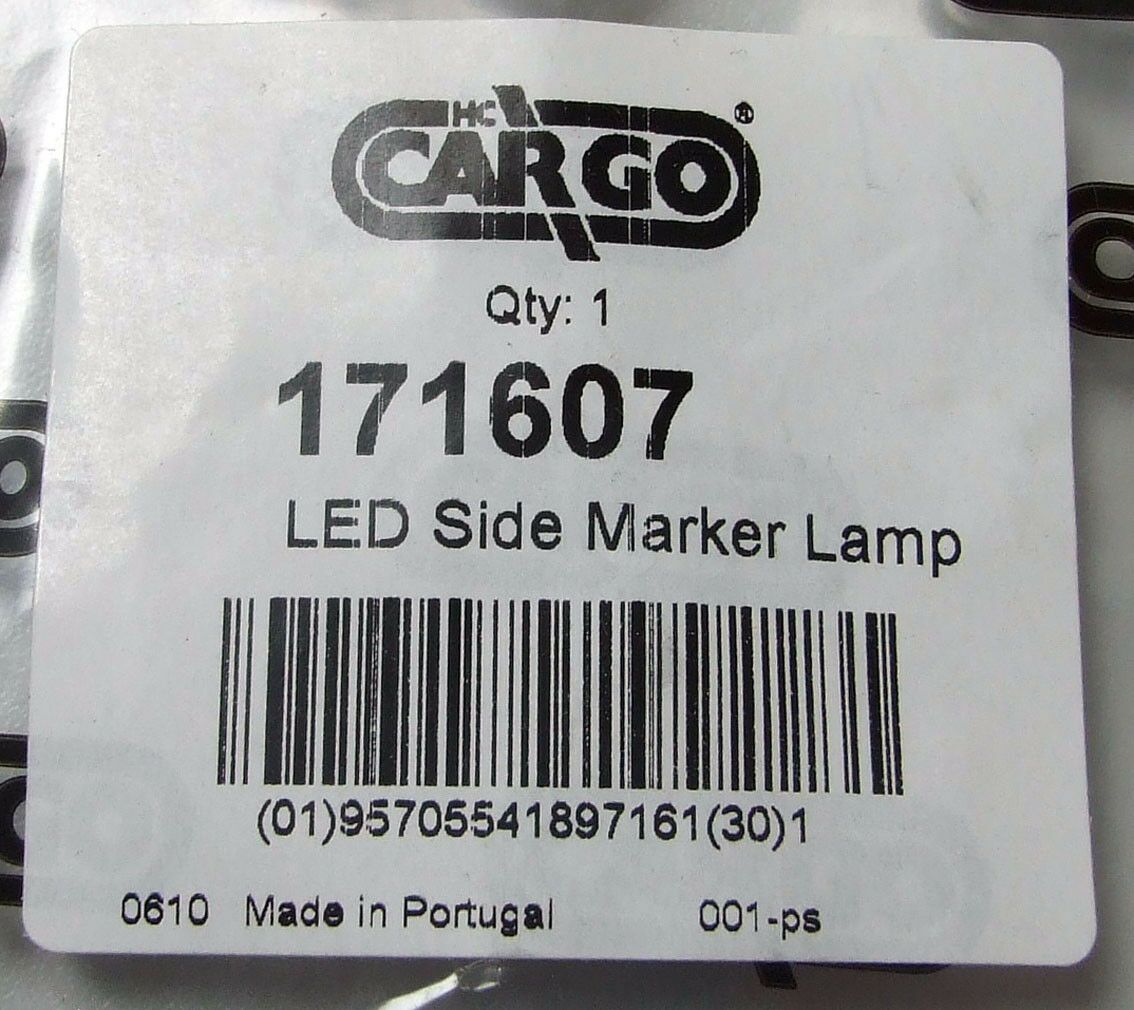 HC
CARGO®
Qty: 1
171607
LED Side Marker Lamp
(01)95705541897161(30)1
0610 Made in Portugal 001-ps